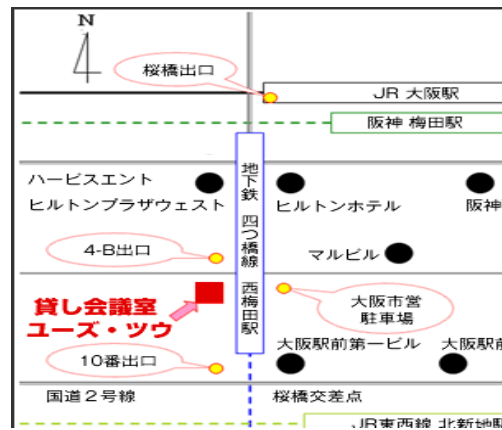 N
桜橋出口
JR 大阪駅
阪神 梅田駅
ハービスエント
ヒルトンプラザウェスト
地下鉄 四つ橋線 西梅田駅
ヒルトンホテル
阪神
4-B出口
マルビル
貸し会議室
ユーズ・ツウ
大阪市営
駐車場
10番出口
大阪駅前第一ビル
大阪駅前
国道2号線
桜橋交差点
JR東西線 北新地駅